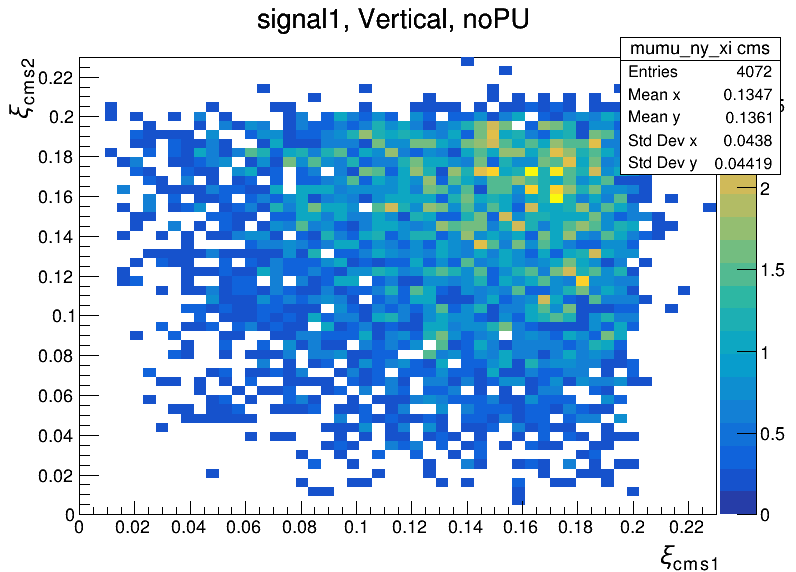 signal1, Vertical, noPU
mumu_ny_xi cms
Entries 4072
Mean x 0.1347
Mean y 0.1361
Std Dev x 0.0438
Std Dev y 0.04419
ξcms2
0.22
0.2
0.18
0.16
0.14
0.12
0.1
0.08
0.06
0.04
0.02
0
0 0.02 0.04 0.06 0.08 0.1 0.12 0.14 0.16 0.18 0.2 0.22
ξcms1
2
1.5
1
0.5
0